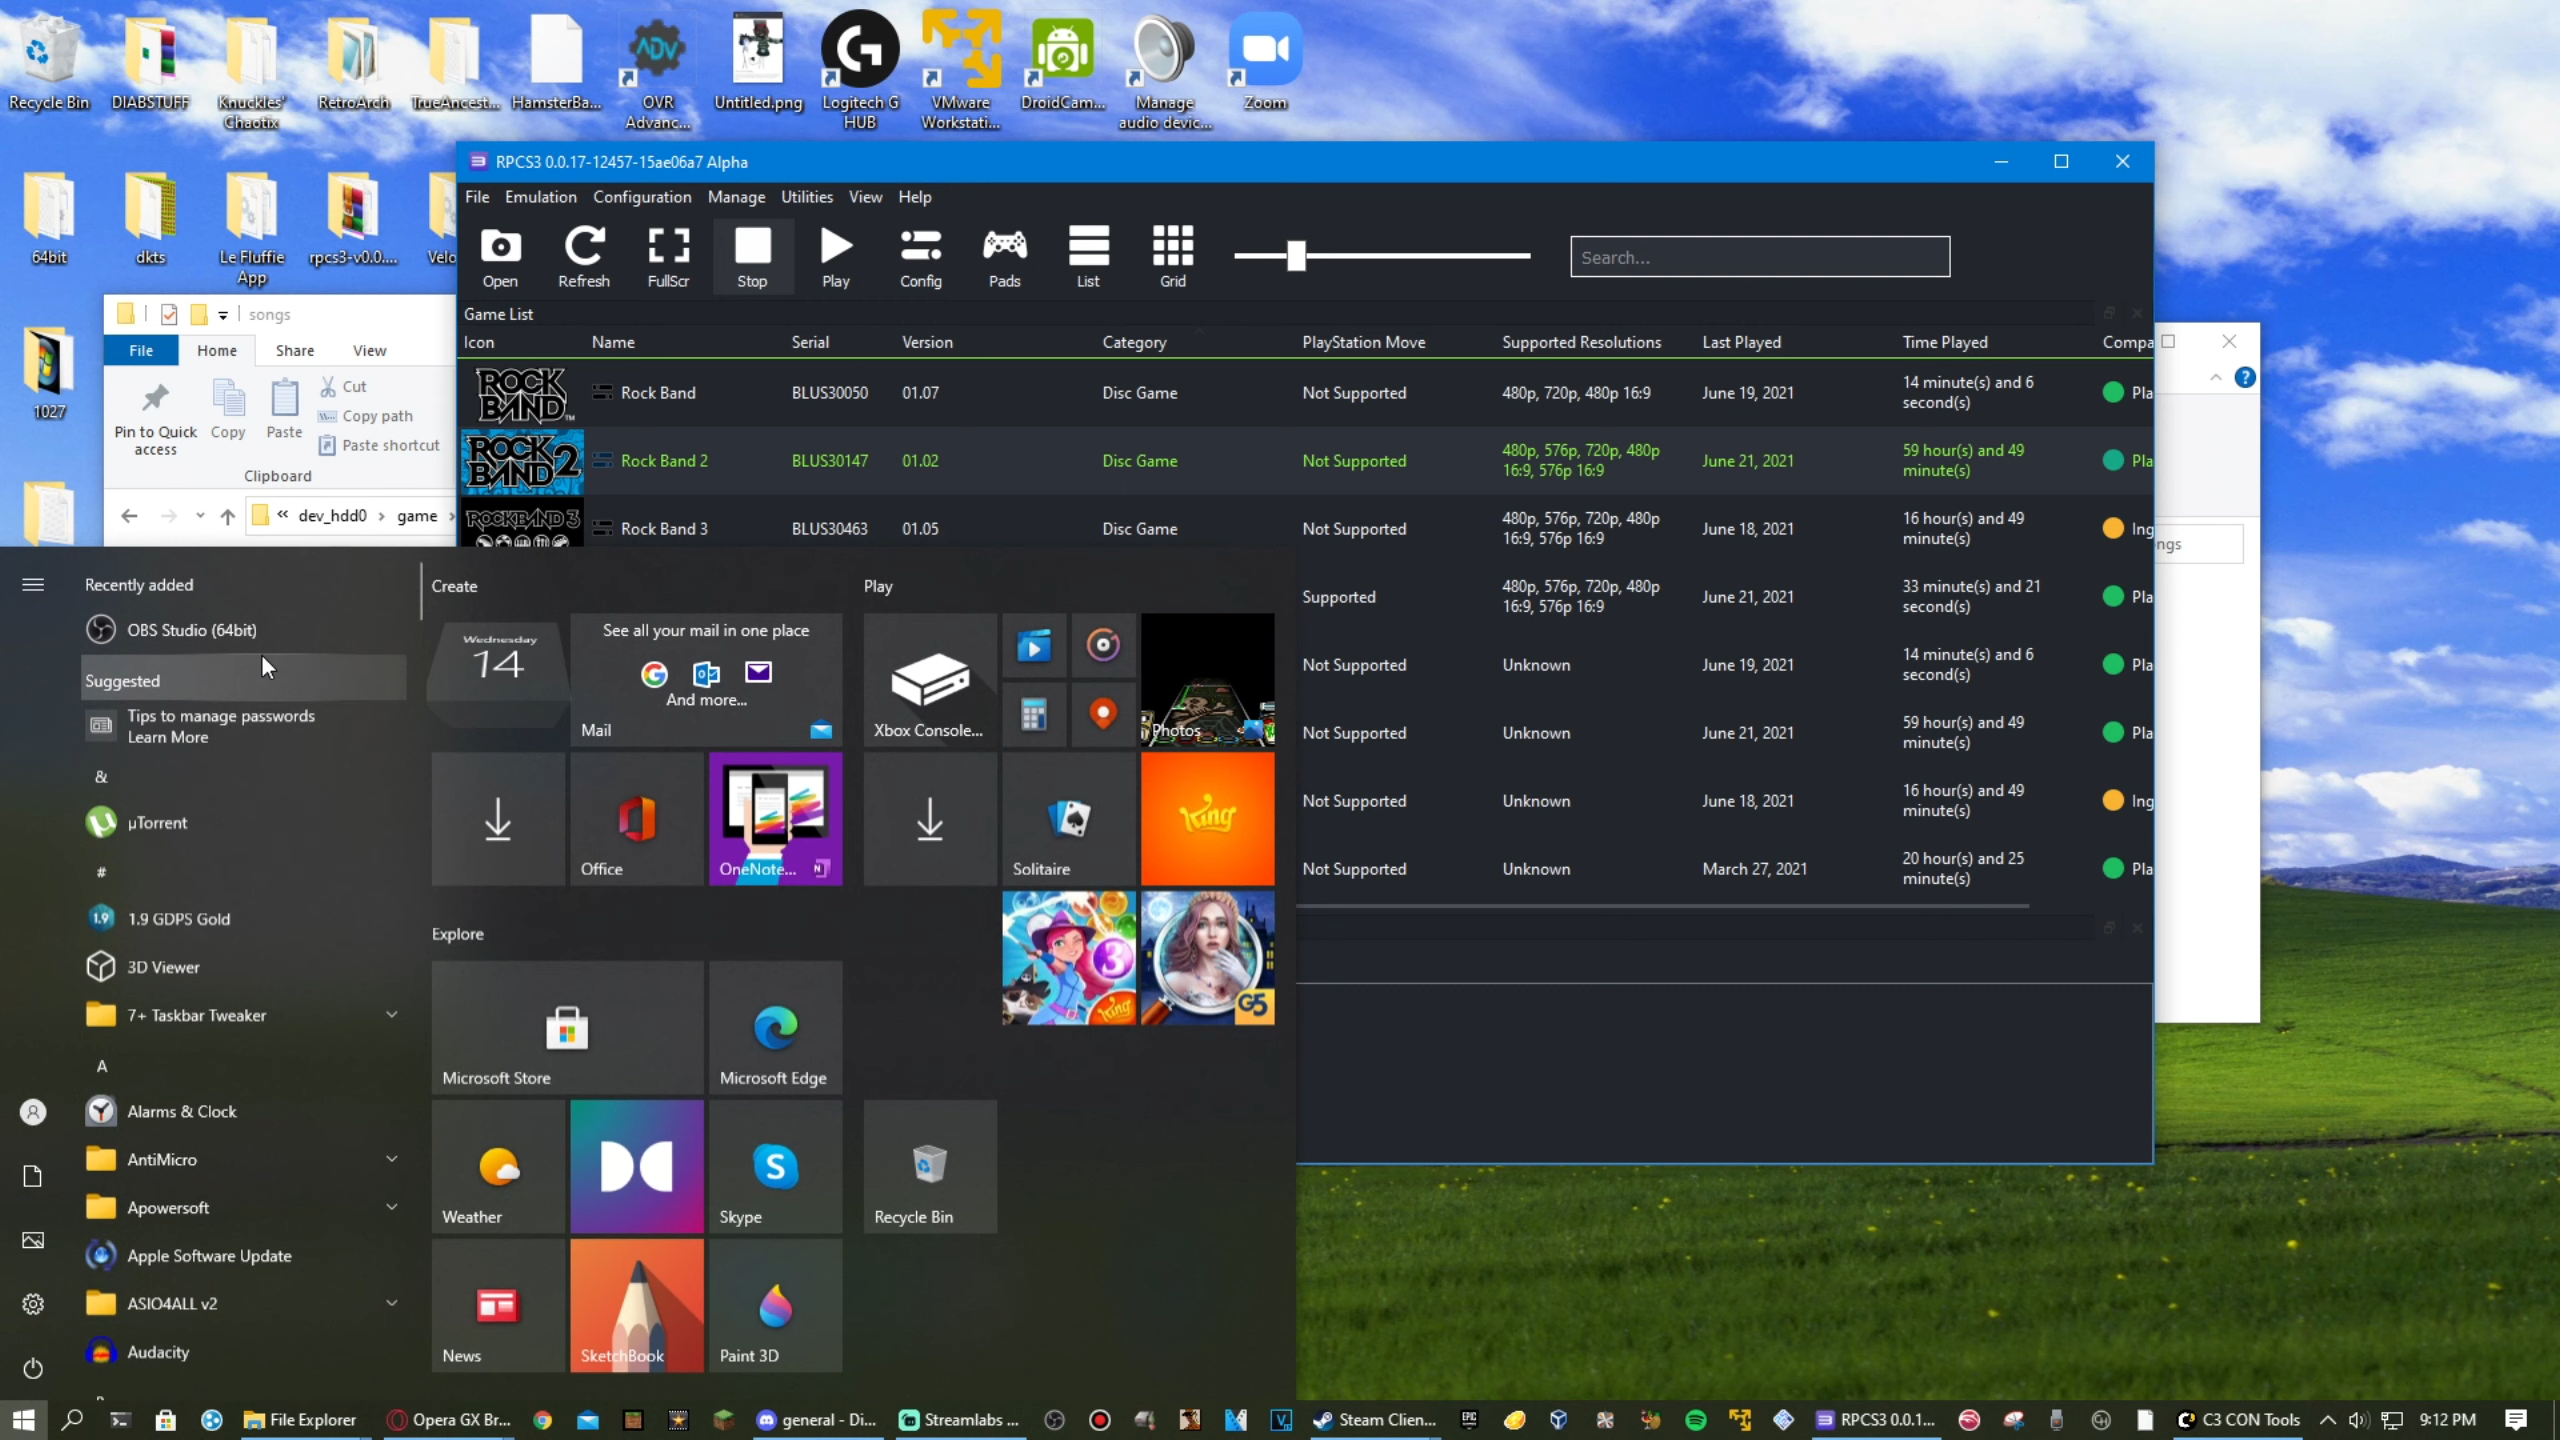 Recycle Bin
DIABSTUFF
Knuckles'
Chaotix
RetroArch
TrueAncest...
HamsterBa...
OVR
Advanc...
Untitled.png
Logitech G
HUB
VMware
Workstati...
DroidCam...
Manage
audio devic...
Zoom
64bit
dkts
Le Fluffie
App
rpcs3-v0.0....
Velo
1027
songs
File
Home
Share
View
Pin to Quick
access
Copy
Paste
Cut
Copy path
Paste shortcut
Clipboard
« dev_hdd0 › game ›
RPCS3 0.0.17-12457-15ae06a7 Alpha
File Emulation Configuration Manage Utilities View Help
Open Refresh FullScr Stop Play Config Pads List Grid
Search...
Game List
Icon Name Serial Version Category PlayStation Move Supported Resolutions Last Played Time Played Compa
ROCK BAND Rock Band BLUS30050 01.07 Disc Game Not Supported 480p, 720p, 480p 16:9 June 19, 2021 14 minute(s) and 6
second(s) Pla
ROCK BAND 2 Rock Band 2 BLUS30147 01.02 Disc Game Not Supported 480p, 576p, 720p, 480p
16:9, 576p 16:9 June 21, 2021 59 hour(s) and 49
minute(s) Pla
ROCKBAND 3 Rock Band 3 BLUS30463 01.05 Disc Game Not Supported 480p, 576p, 720p, 480p
16:9, 576p 16:9 June 18, 2021 16 hour(s) and 49
minute(s) Ing
Supported 480p, 576p, 720p, 480p
16:9, 576p 16:9 June 21, 2021 33 minute(s) and 21
second(s) Pla
Not Supported Unknown June 19, 2021 14 minute(s) and 6
second(s) Pla
Not Supported Unknown June 21, 2021 59 hour(s) and 49
minute(s) Pla
Not Supported Unknown June 18, 2021 16 hour(s) and 49
minute(s) Ing
Not Supported Unknown March 27, 2021 20 hour(s) and 25
minute(s) Pla
ngs
Recently added
OBS Studio (64bit)
Suggested
Tips to manage passwords
Learn More
&
µTorrent
#
1.9 GDPS Gold
3D Viewer
7+ Taskbar Tweaker
A
Alarms & Clock
AntiMicro
Apowersoft
Apple Software Update
ASIO4ALL v2
Audacity
Create
Wednesday
14
See all your mail in one place
And more...
Mail
Office
OneNote...
Explore
Microsoft Store
Microsoft Edge
Weather
Skype
News
SketchBook
Paint 3D
Play
Xbox Console...
Photos
Solitaire
King
3
King
G5
Recycle Bin
File Explorer
Opera GX Br...
general - Di...
Streamlabs ...
Steam Clien...
EPIC
RPCS3 0.0.1...
C3 CON Tools
9:12 PM